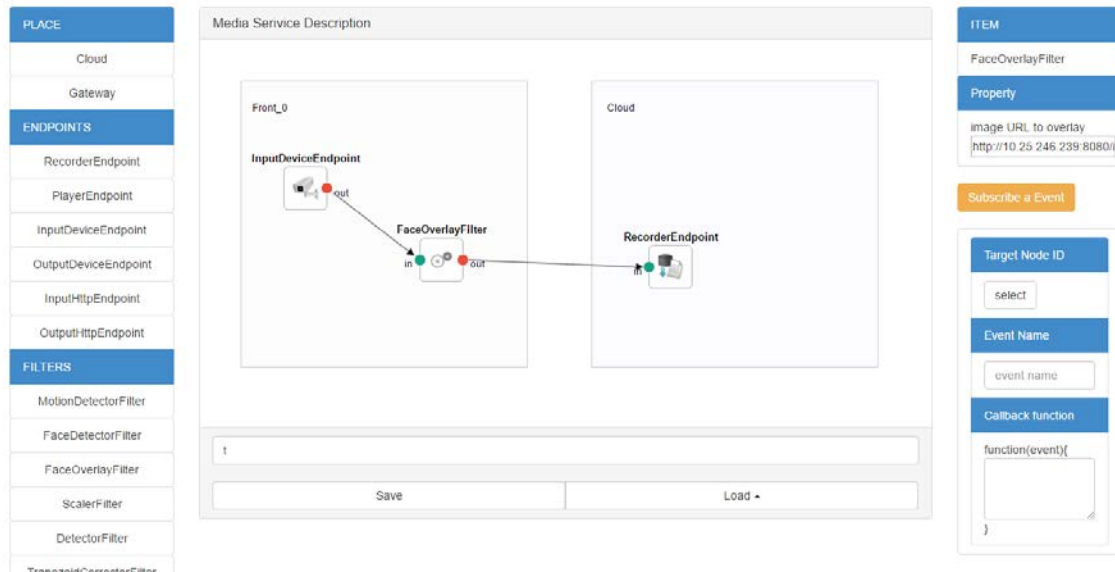 PLACE
Cloud
Gateway
ENDPOINTS
RecorderEndpoint
PlayerEndpoint
InputDeviceEndpoint
OutputDeviceEndpoint
InputHttpEndpoint
OutputHttpEndpoint
FILTERS
MotionDetectorFilter
FaceDetectorFilter
FaceOverlayFilter
ScalerFilter
DetectorFilter
TrapezoidCorrectorFilter
Media Serivice Description
Front_0
InputDeviceEndpoint
out
FaceOverlayFilter
in
out
Cloud
RecorderEndpoint
in
t
Save
Load
ITEM
FaceOverlayFilter
Property
image URL to overlay
http://10.25.246.239:8080/
Subscribe a Event
Target Node ID
select
Event Name
event name
Callback function
function(event){
}